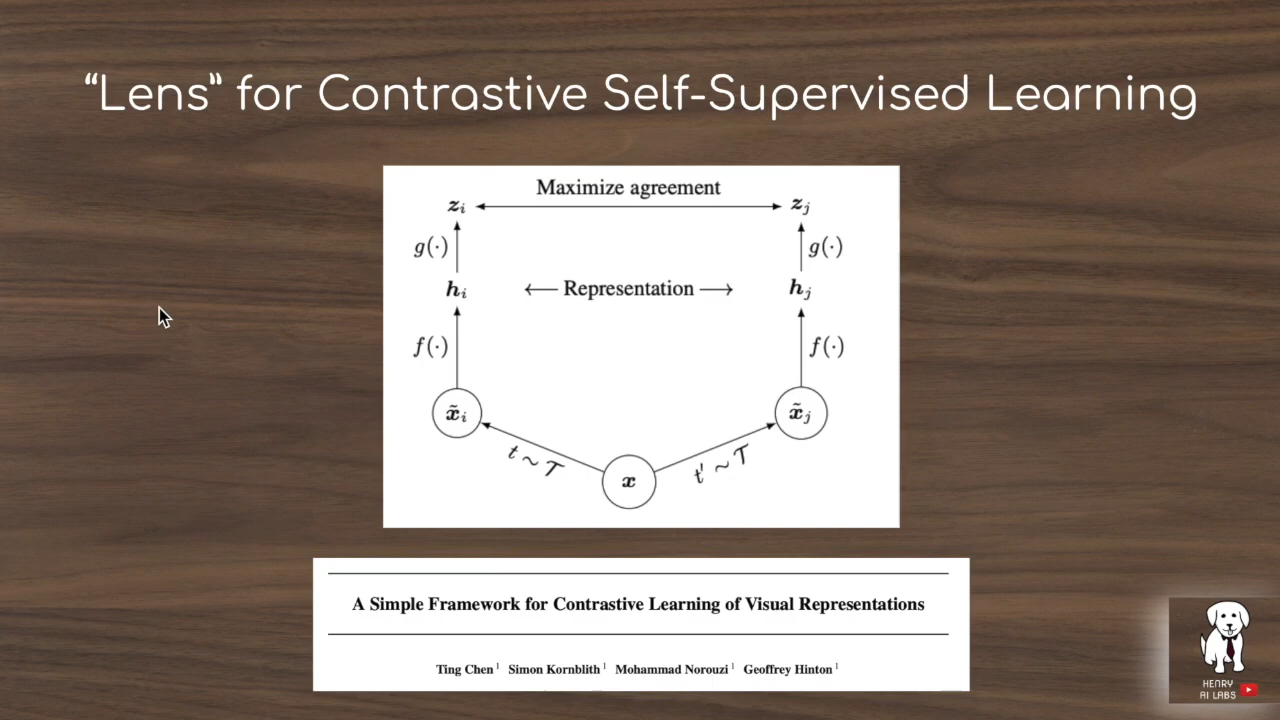 “Lens” for Contrastive Self-Supervised Learning
Maximize agreement
z_i z_j
g(·) g(·)
h_i ← Representation → h_j
f(·) f(·)
x̃_i x̃_j
t ~ T t' ~ T
x
A Simple Framework for Contrastive Learning of Visual Representations
Ting Chen 1 Simon Kornblith 1 Mohammad Norouzi 1 Geoffrey Hinton 1
HENRY
AI LABS